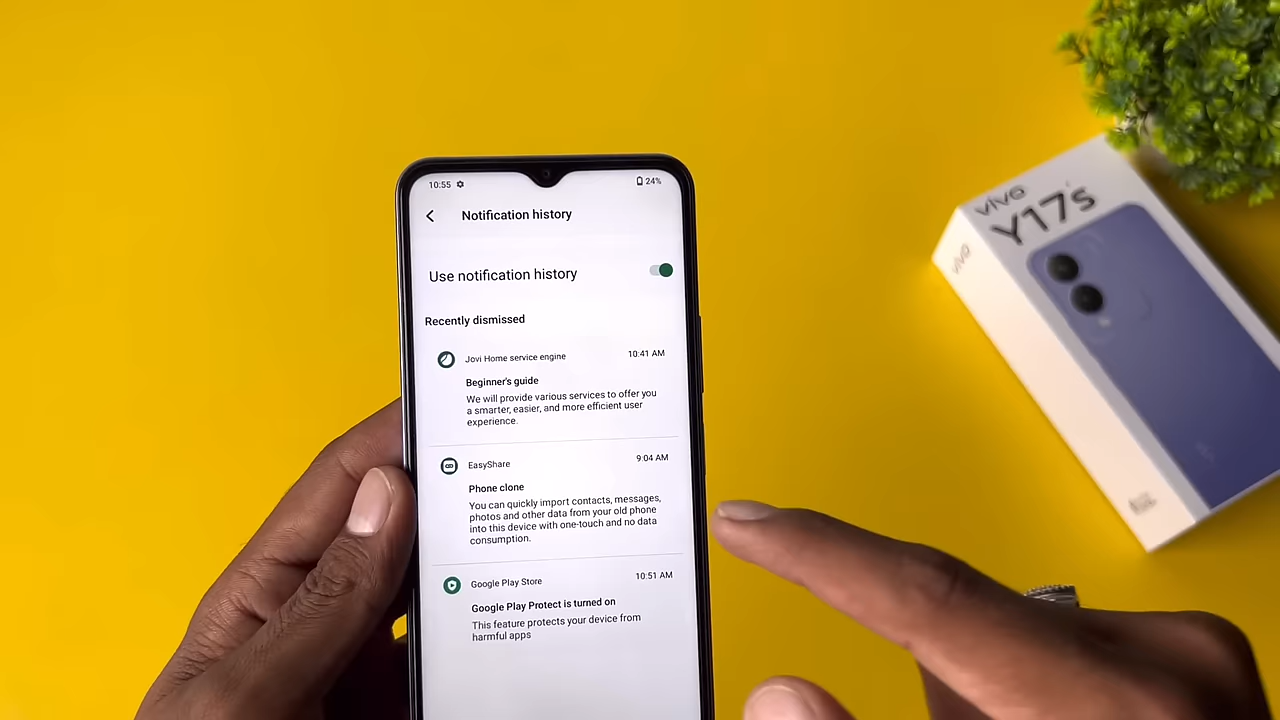 10:55
24%
Notification history
Use notification history
Recently dismissed
Jovi Home service engine
10:41 AM
Beginner's guide
We will provide various services to offer you
a smarter, easier, and more efficient user
experience.
EasyShare
9:04 AM
Phone clone
You can quickly import contacts, messages,
photos and other data from your old phone
into this device with one-touch and no data
consumption.
Google Play Store
10:51 AM
Google Play Protect is turned on
This feature protects your device from
harmful apps
vivo
Y17s
vivo